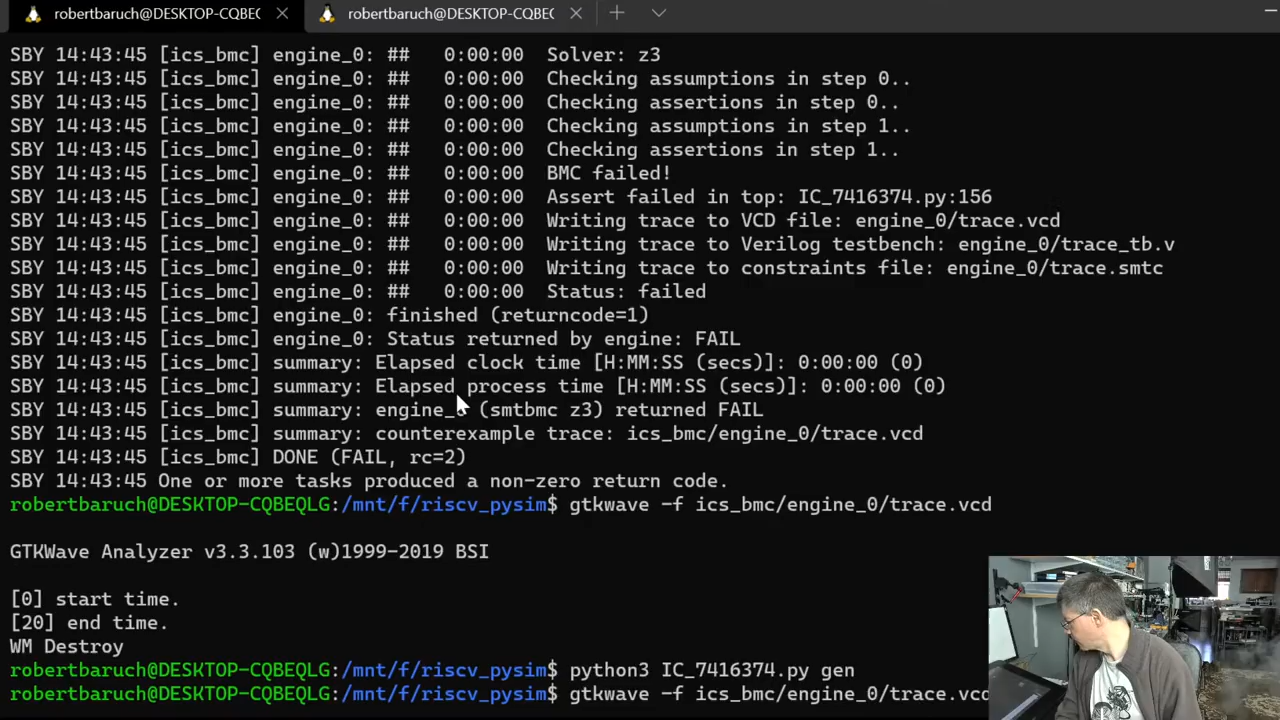 robertbaruch@DESKTOP-CQBEQL( robertbaruch@DESKTOP-CQBEQL(
SBY 14:43:45 [ics_bmc] engine_0: ## 0:00:00 Solver: z3
SBY 14:43:45 [ics_bmc] engine_0: ## 0:00:00 Checking assumptions in step 0..
SBY 14:43:45 [ics_bmc] engine_0: ## 0:00:00 Checking assertions in step 0..
SBY 14:43:45 [ics_bmc] engine_0: ## 0:00:00 Checking assumptions in step 1..
SBY 14:43:45 [ics_bmc] engine_0: ## 0:00:00 Checking assertions in step 1..
SBY 14:43:45 [ics_bmc] engine_0: ## 0:00:00 BMC failed!
SBY 14:43:45 [ics_bmc] engine_0: ## 0:00:00 Assert failed in top: IC_7416374.py:156
SBY 14:43:45 [ics_bmc] engine_0: ## 0:00:00 Writing trace to VCD file: engine_0/trace.vcd
SBY 14:43:45 [ics_bmc] engine_0: ## 0:00:00 Writing trace to Verilog testbench: engine_0/trace_tb.v
SBY 14:43:45 [ics_bmc] engine_0: ## 0:00:00 Writing trace to constraints file: engine_0/trace.smtc
SBY 14:43:45 [ics_bmc] engine_0: ## 0:00:00 Status: failed
SBY 14:43:45 [ics_bmc] engine_0: finished (returncode=1)
SBY 14:43:45 [ics_bmc] engine_0: Status returned by engine: FAIL
SBY 14:43:45 [ics_bmc] summary: Elapsed clock time [H:MM:SS (secs)]: 0:00:00 (0)
SBY 14:43:45 [ics_bmc] summary: Elapsed process time [H:MM:SS (secs)]: 0:00:00 (0)
SBY 14:43:45 [ics_bmc] summary: engine_0 (smtbmc z3) returned FAIL
SBY 14:43:45 [ics_bmc] summary: counterexample trace: ics_bmc/engine_0/trace.vcd
SBY 14:43:45 [ics_bmc] DONE (FAIL, rc=2)
SBY 14:43:45 One or more tasks produced a non-zero return code.
robertbaruch@DESKTOP-CQBEQLG:/mnt/f/riscv_pysim$ gtkwave -f ics_bmc/engine_0/trace.vcd
GTKWave Analyzer v3.3.103 (w)1999-2019 BSI
[0] start time.
[20] end time.
WM Destroy
robertbaruch@DESKTOP-CQBEQLG:/mnt/f/riscv_pysim$ python3 IC_7416374.py gen
robertbaruch@DESKTOP-CQBEQLG:/mnt/f/riscv_pysim$ gtkwave -f ics_bmc/engine_0/trace.vcd